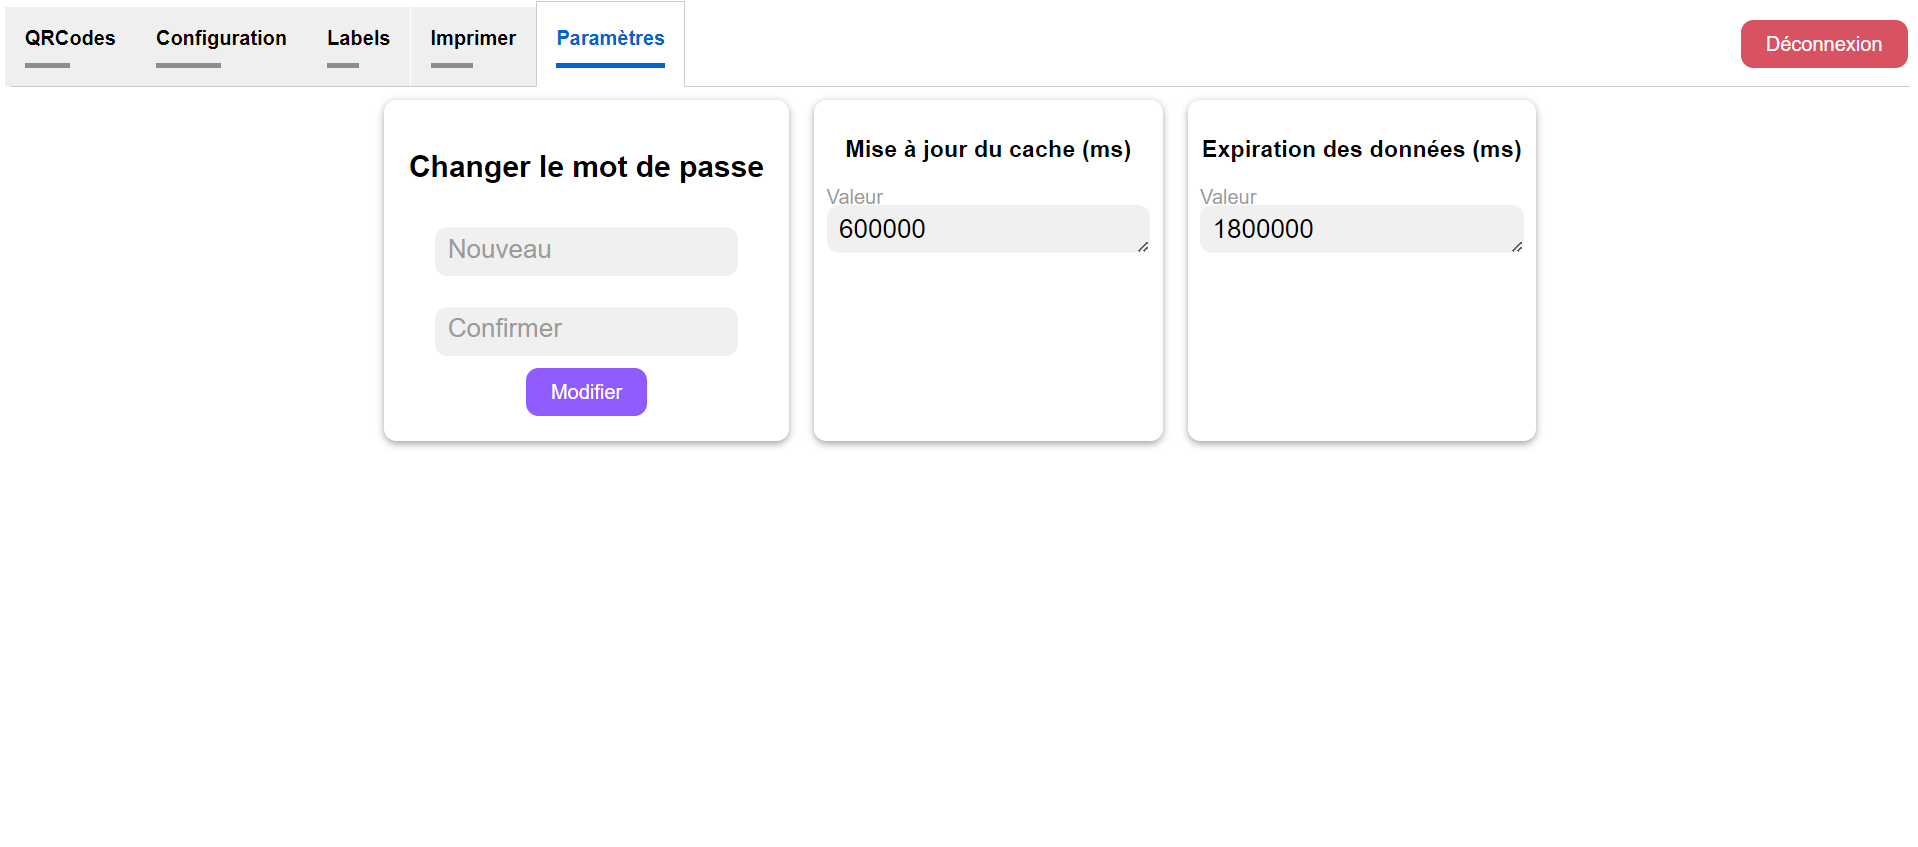 QRCodes
Configuration
Labels
Imprimer
Paramètres
Déconnexion
Changer le mot de passe
Nouveau
Confirmer
Modifier
Mise à jour du cache (ms)
Valeur
600000
Expiration des données (ms)
Valeur
1800000